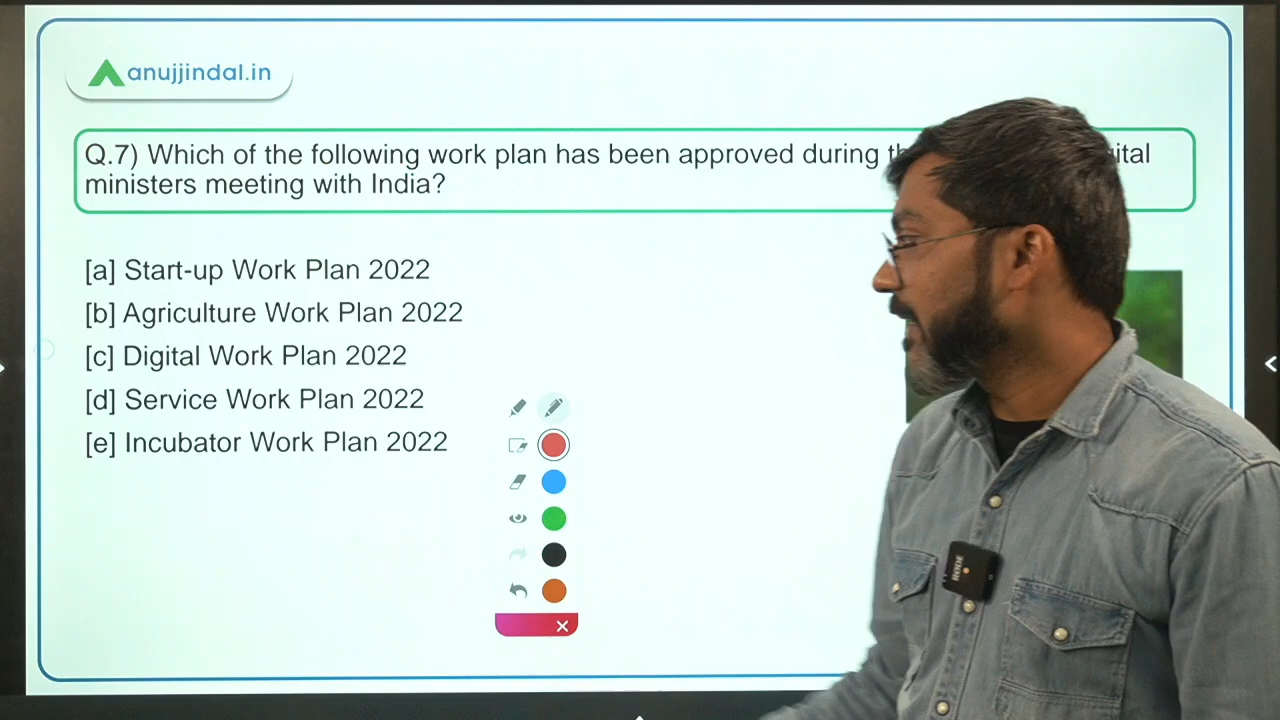 anujjindal.in
Q.7) Which of the following work plan has been approved during
ital
ministers meeting with India?
[a] Start-up Work Plan 2022
[b] Agriculture Work Plan 2022
[c] Digital Work Plan 2022
[d] Service Work Plan 2022
[e] Incubator Work Plan 2022
RODE